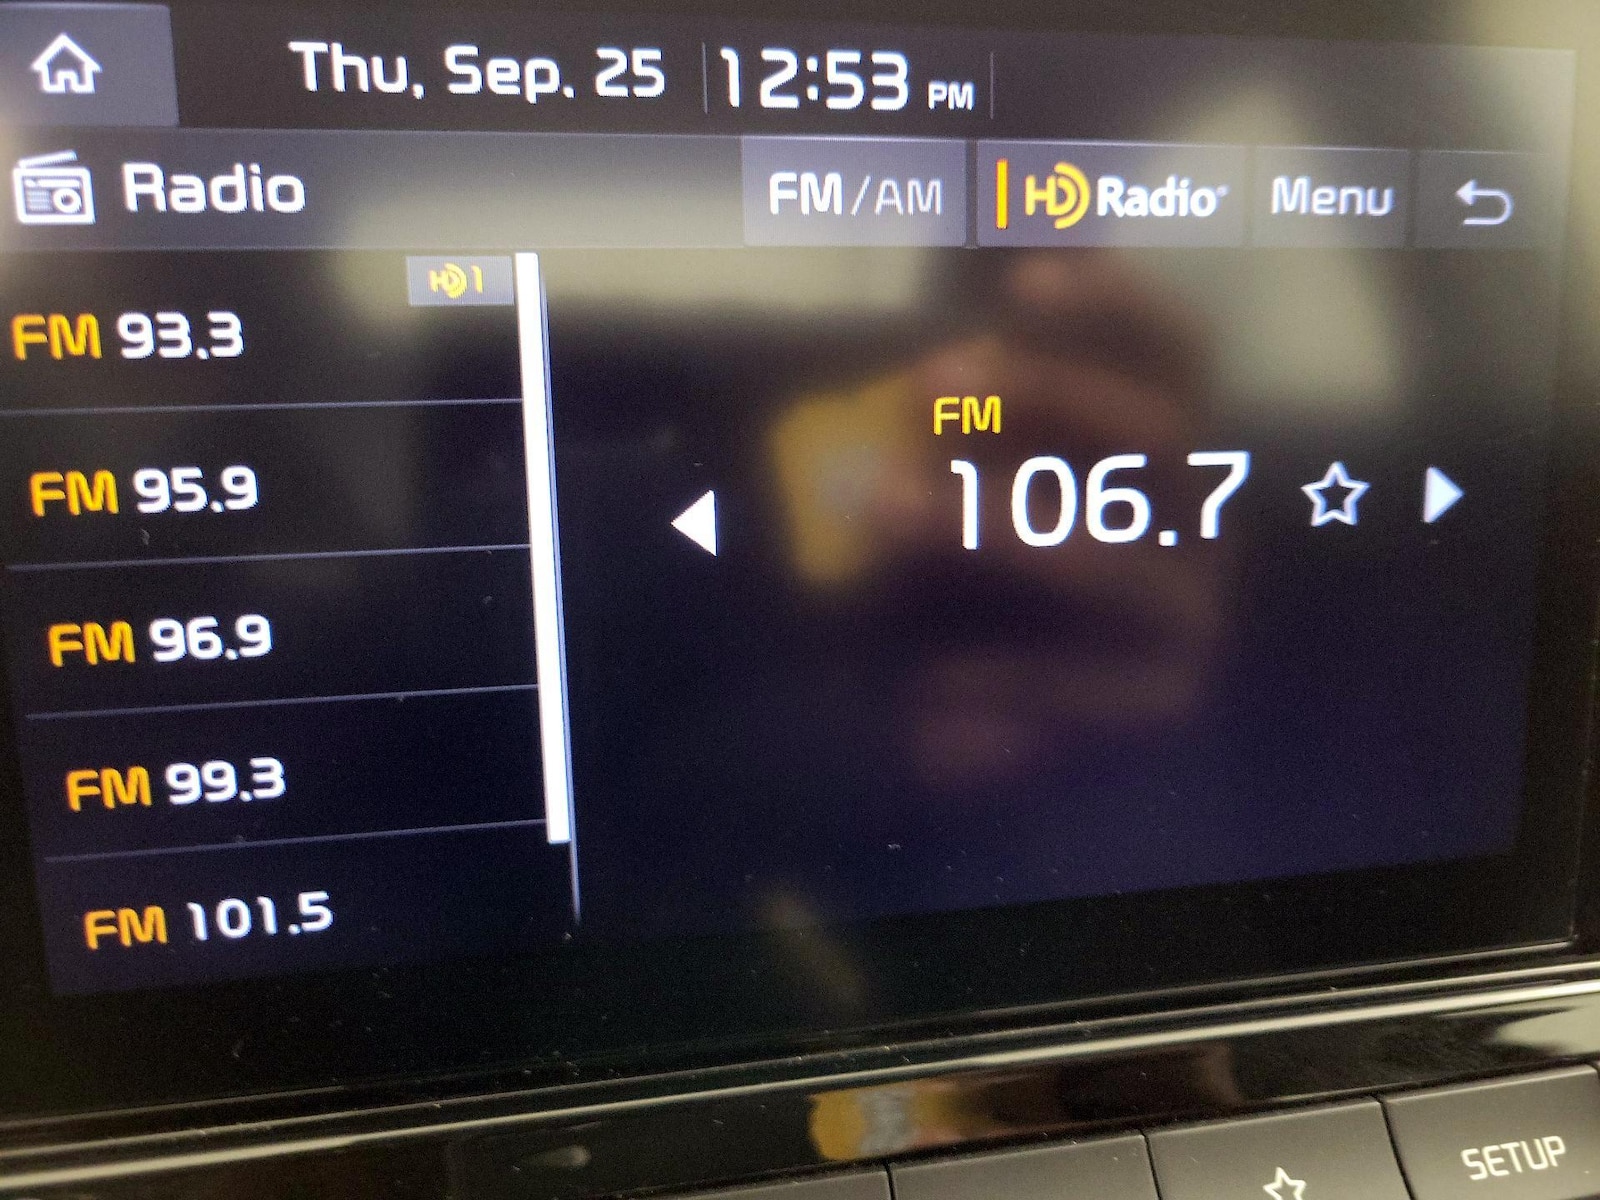 Thu, Sep. 25 12:53 PM
Radio FM/AM HD Radio® Menu
HD 1
FM 93.3
FM 95.9
FM 96.9
FM 99.3
FM 101.5
FM
106.7
SETUP